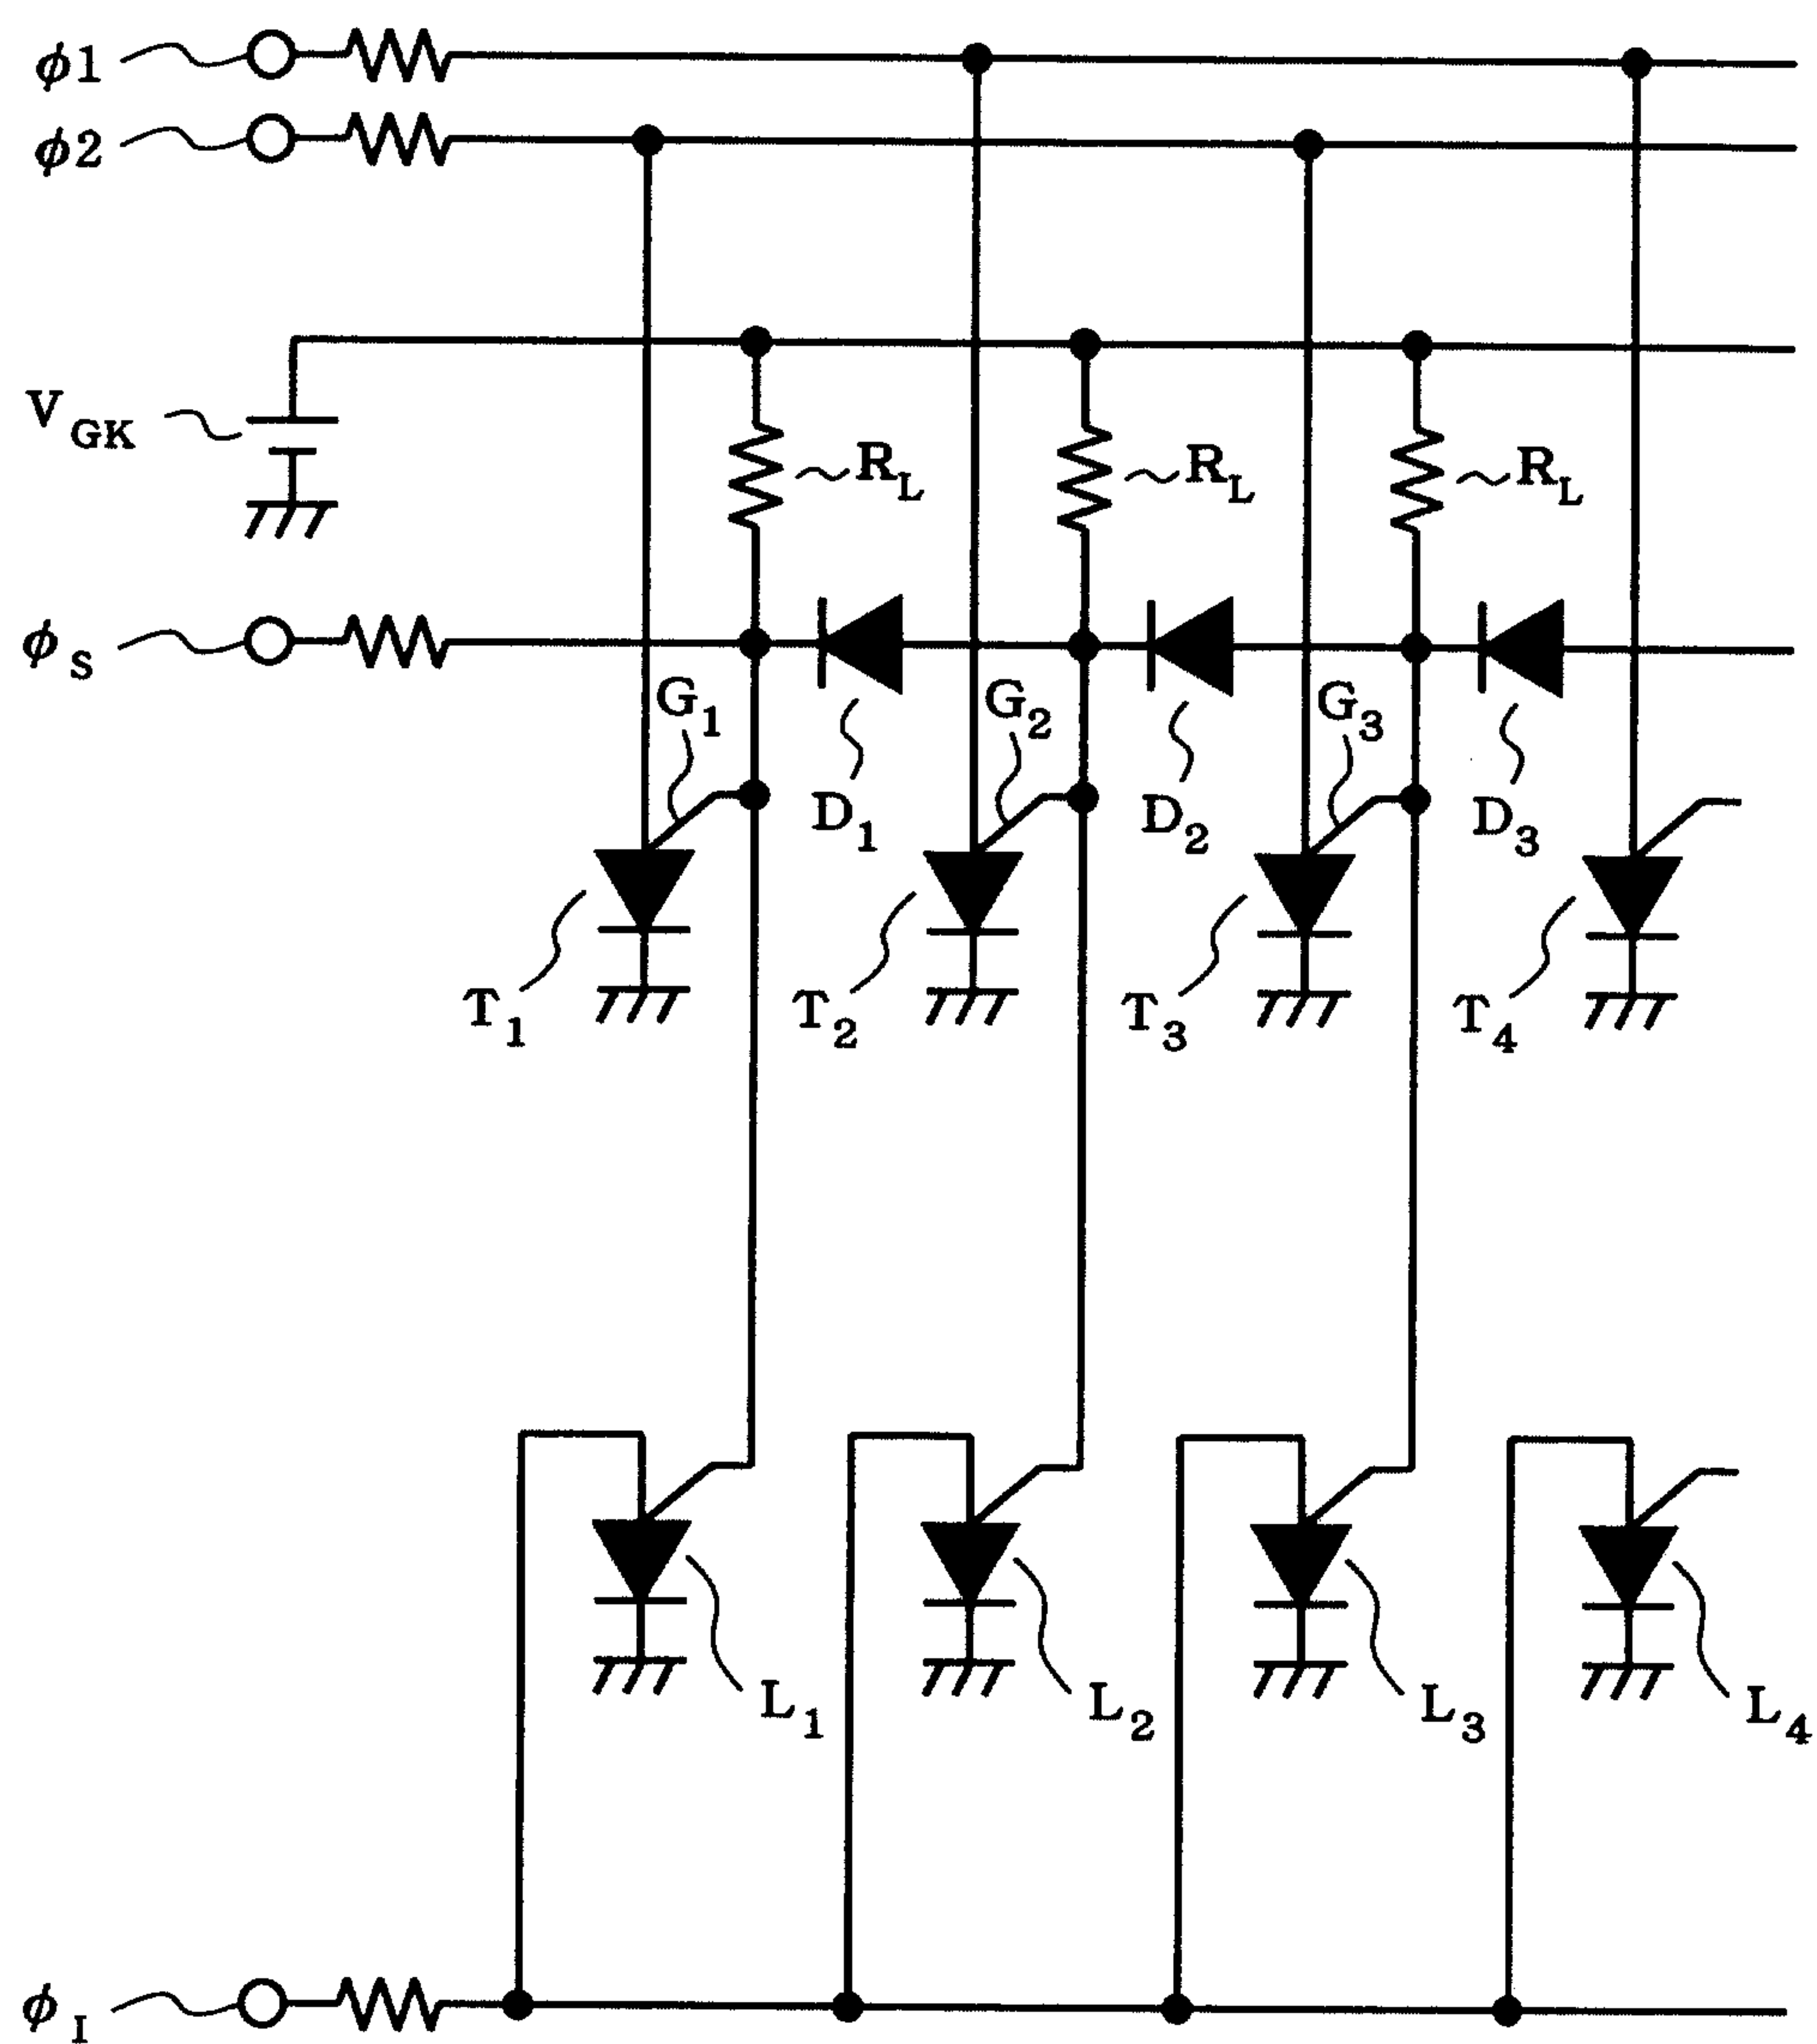 ϕ1
ϕ2
V GK
R L
R L
R L
ϕ S
G 1
G 2
G 3
D 1
D 2
D 3
T 1
T 2
T 3
T 4
L 1
L 2
L 3
L 4
ϕ I